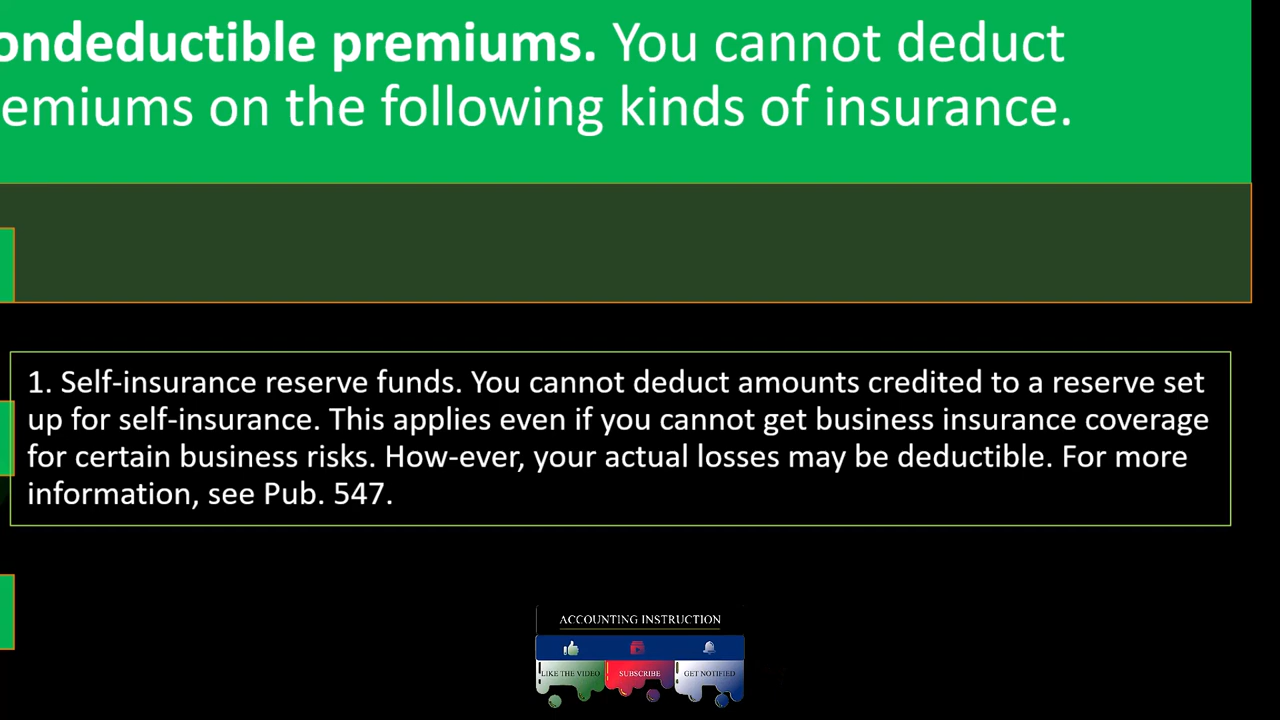 ondeductible premiums. You cannot deduct
emiums on the following kinds of insurance.
1. Self-insurance reserve funds. You cannot deduct amounts credited to a reserve set
up for self-insurance. This applies even if you cannot get business insurance coverage
for certain business risks. How-ever, your actual losses may be deductible. For more
information, see Pub. 547.
ACCOUNTING INSTRUCTION
LIKE THE VIDEO SUBSCRIBE GET NOTIFIED